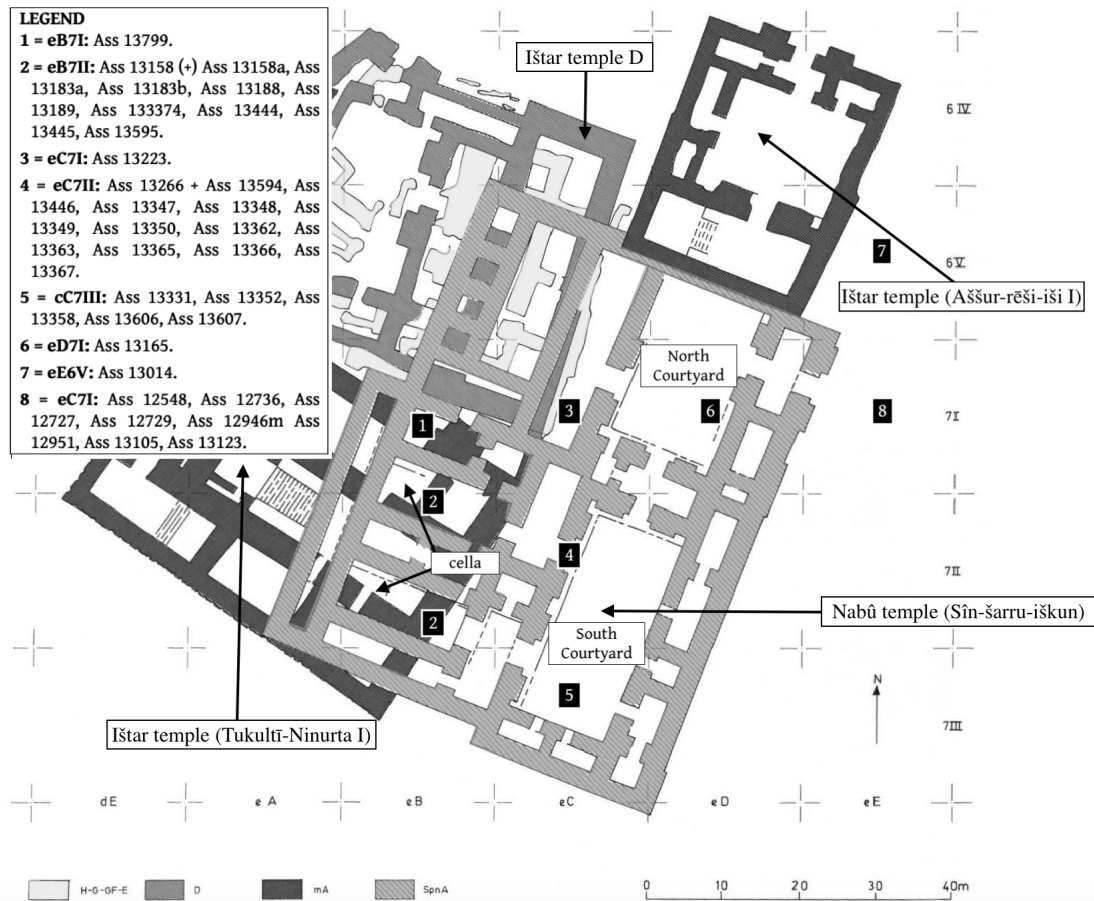 LEGEND
1 = eB7I: Ass 13799.
2 = eB7II: Ass 13158 (+) Ass 13158a, Ass
13183a, Ass 13183b, Ass 13188, Ass
13189, Ass 133374, Ass 13444, Ass
13445, Ass 13595.
3 = eC7I: Ass 13223.
4 = eC7II: Ass 13266 + Ass 13594, Ass
13446, Ass 13347, Ass 13348, Ass
13349, Ass 13350, Ass 13362, Ass
13363, Ass 13365, Ass 13366, Ass
13367.
5 = cC7III: Ass 13331, Ass 13352, Ass
13358, Ass 13606, Ass 13607.
6 = eD7I: Ass 13165.
7 = eE6V: Ass 13014.
8 = eC7I: Ass 12548, Ass 12736, Ass
12727, Ass 12729, Ass 12946m Ass
12951, Ass 13105, Ass 13123.
Ištar temple D
6 IV
7
6 V
Ištar temple (Aššur-rēši-iši I)
North
Courtyard
1
3
6
8
7 I
2
cella
4
7 II
2
Nabû temple (Sîn-šarru-iškun)
South
Courtyard
5
N
7 III
Ištar temple (Tukultī-Ninurta I)
dE
eA
eB
eC
eD
eE
H-G-GF-E
D
mA
SpnA
0 10 20 30 40m